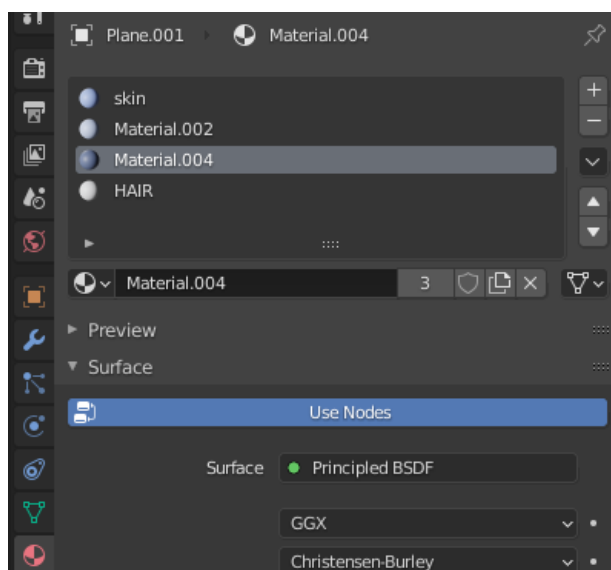 Plane.001 Material.004
skin
Material.002
Material.004
HAIR
Material.004 3
Preview
Surface
Use Nodes
Surface Principled BSDF
GGX
Christensen-Burley